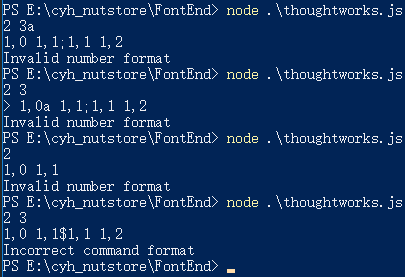 PS E:\cyh_nutstore\FontEnd> node .\thoughtworks.js
2 3a
1,0 1,1;1,1 1,2
Invalid number format
PS E:\cyh_nutstore\FontEnd> node .\thoughtworks.js
2 3
> 1,0a 1,1;1,1 1,2
Invalid number format
PS E:\cyh_nutstore\FontEnd> node .\thoughtworks.js
2
1,0 1,1
Invalid number format
PS E:\cyh_nutstore\FontEnd> node .\thoughtworks.js
2 3
1,0 1,1$1,1 1,2
Incorrect command format
PS E:\cyh_nutstore\FontEnd>